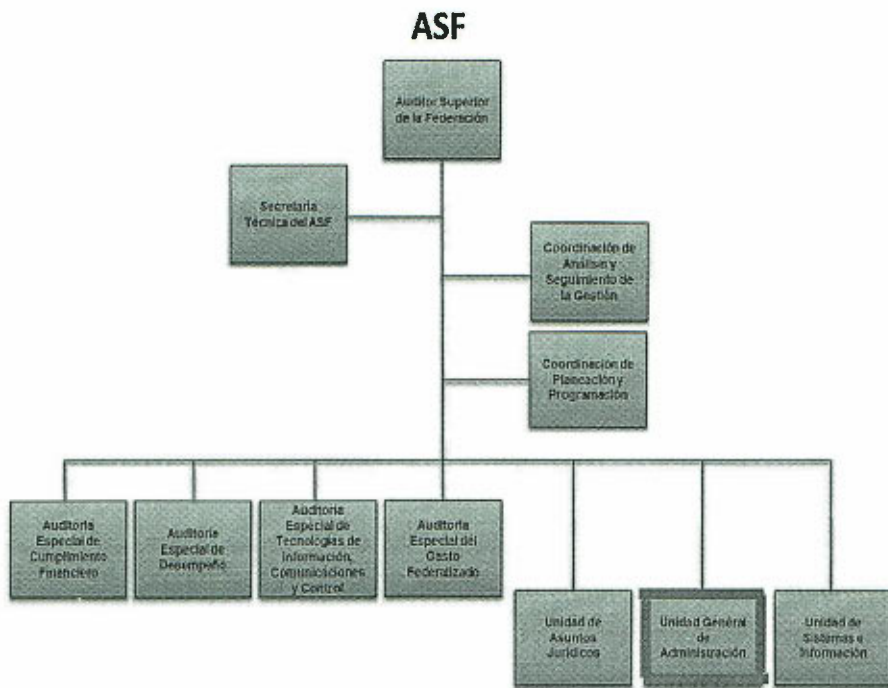 ASF
Auditor Superior
de la Federación
Secretaría
Técnica del ASF
Coordinación de
Análisis y
Seguimiento de
la Gestión
Coordinación de
Planeación y
Programación
Auditoría
Especial de
Cumplimiento
Financiero
Auditoría
Especial de
Desempeño
Auditoría
Especial de
Tecnologías de
Información,
Comunicaciones
y Control
Auditoría
Especial del
Gasto
Federalizado
Unidad de
Asuntos
Jurídicos
Unidad General
de
Administración
Unidad de
Sistemas e
Información